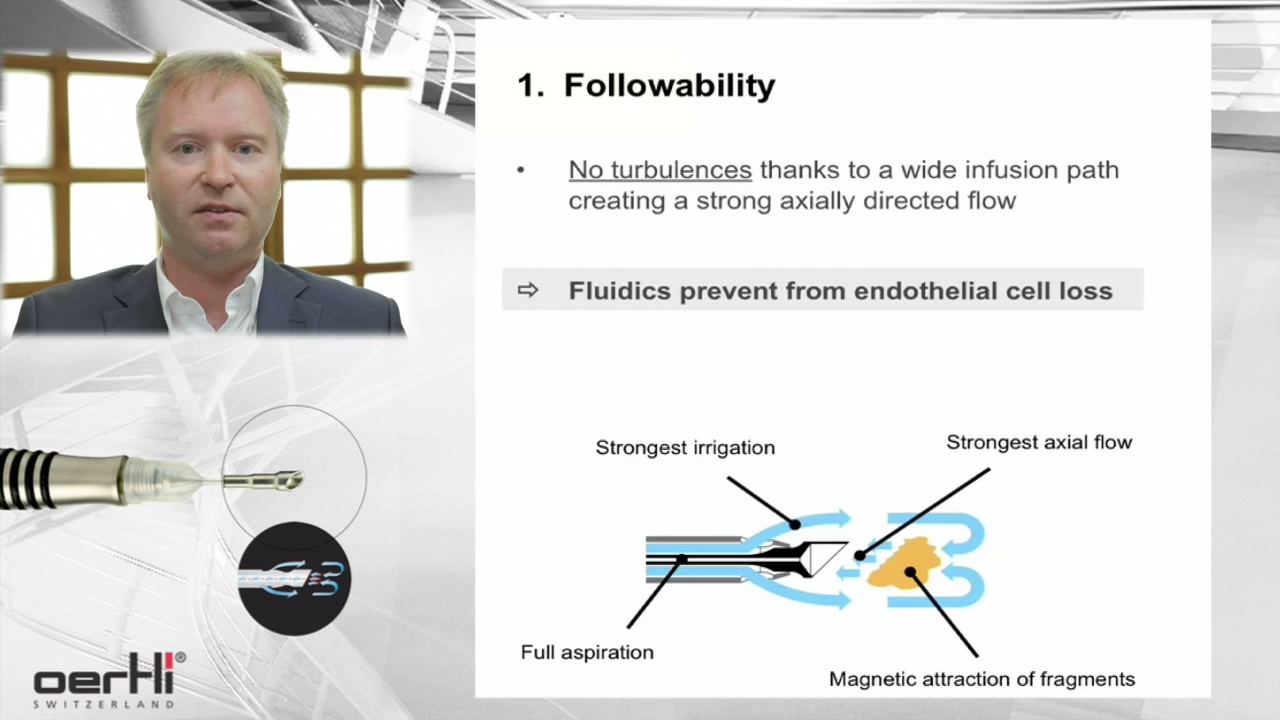 1. Followability
• No turbulences thanks to a wide infusion path
creating a strong axially directed flow
⇨ Fluidics prevent from endothelial cell loss
Strongest irrigation
Strongest axial flow
Full aspiration
Magnetic attraction of fragments
oertli®
SWITZERLAND